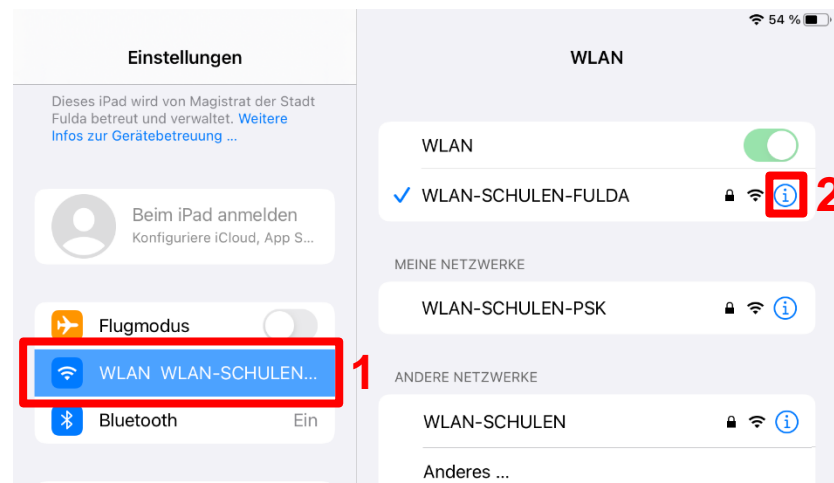 54 %
Einstellungen
WLAN
Dieses iPad wird von Magistrat der Stadt
Fulda betreut und verwaltet. Weitere
Infos zur Gerätebetreuung ...
WLAN
WLAN-SCHULEN-FULDA
2
Beim iPad anmelden
Konfiguriere iCloud, App S...
MEINE NETZWERKE
WLAN-SCHULEN-PSK
Flugmodus
WLAN WLAN-SCHULEN...
1
ANDERE NETZWERKE
Bluetooth Ein
WLAN-SCHULEN
Anderes ...